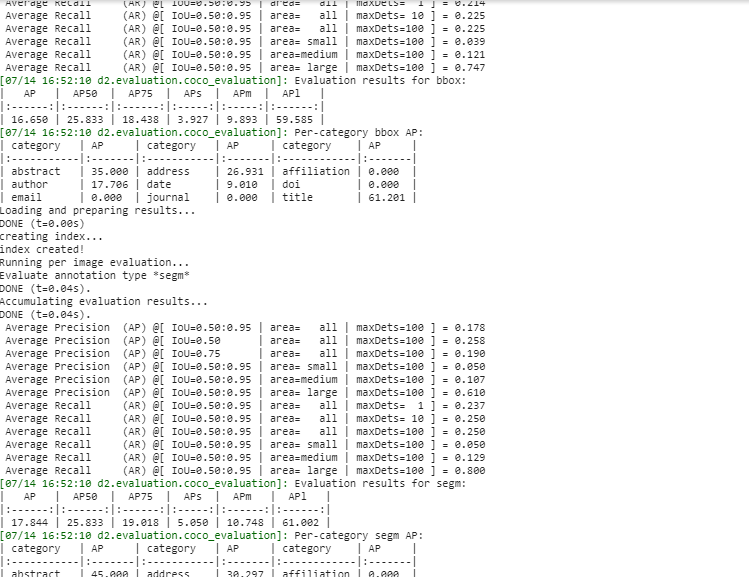 Average Recall     (AR) @[ IoU=0.50:0.95 | area=   all | maxDets=  1 ] = 0.214
Average Recall     (AR) @[ IoU=0.50:0.95 | area=   all | maxDets= 10 ] = 0.225
Average Recall     (AR) @[ IoU=0.50:0.95 | area=   all | maxDets=100 ] = 0.225
Average Recall     (AR) @[ IoU=0.50:0.95 | area= small | maxDets=100 ] = 0.039
Average Recall     (AR) @[ IoU=0.50:0.95 | area=medium | maxDets=100 ] = 0.121
Average Recall     (AR) @[ IoU=0.50:0.95 | area= large | maxDets=100 ] = 0.747
[07/14 16:52:10 d2.evaluation.coco_evaluation]: Evaluation results for bbox:
|   AP   |  AP50  |  AP75  |  APs  |  APm  |  APl   |
|:------:|:------:|:------:|:-----:|:-----:|:------:|
| 16.650 | 25.833 | 18.438 | 3.927 | 9.893 | 59.585 |
[07/14 16:52:10 d2.evaluation.coco_evaluation]: Per-category bbox AP:
| category   | AP     | category   | AP     | category    | AP     |
|:-----------|:-------|:-----------|:-------|:------------|:-------|
| abstract   | 35.000 | address    | 26.931 | affiliation | 0.000  |
| author     | 17.706 | date       | 9.010  | doi         | 0.000  |
| email      | 0.000  | journal    | 0.000  | title       | 61.201 |
Loading and preparing results...
DONE (t=0.00s)
creating index...
index created!
Running per image evaluation...
Evaluate annotation type *segm*
DONE (t=0.04s).
Accumulating evaluation results...
DONE (t=0.04s).
Average Precision  (AP) @[ IoU=0.50:0.95 | area=   all | maxDets=100 ] = 0.178
Average Precision  (AP) @[ IoU=0.50      | area=   all | maxDets=100 ] = 0.258
Average Precision  (AP) @[ IoU=0.75      | area=   all | maxDets=100 ] = 0.190
Average Precision  (AP) @[ IoU=0.50:0.95 | area= small | maxDets=100 ] = 0.050
Average Precision  (AP) @[ IoU=0.50:0.95 | area=medium | maxDets=100 ] = 0.107
Average Precision  (AP) @[ IoU=0.50:0.95 | area= large | maxDets=100 ] = 0.610
Average Recall     (AR) @[ IoU=0.50:0.95 | area=   all | maxDets=  1 ] = 0.237
Average Recall     (AR) @[ IoU=0.50:0.95 | area=   all | maxDets= 10 ] = 0.250
Average Recall     (AR) @[ IoU=0.50:0.95 | area=   all | maxDets=100 ] = 0.250
Average Recall     (AR) @[ IoU=0.50:0.95 | area= small | maxDets=100 ] = 0.050
Average Recall     (AR) @[ IoU=0.50:0.95 | area=medium | maxDets=100 ] = 0.129
Average Recall     (AR) @[ IoU=0.50:0.95 | area= large | maxDets=100 ] = 0.800
[07/14 16:52:10 d2.evaluation.coco_evaluation]: Evaluation results for segm:
|   AP   |  AP50  |  AP75  |  APs  |  APm   |  APl   |
|:------:|:------:|:------:|:-----:|:------:|:------:|
| 17.844 | 25.833 | 19.018 | 5.050 | 10.748 | 61.002 |
[07/14 16:52:10 d2.evaluation.coco_evaluation]: Per-category segm AP:
| category   | AP     | category   | AP     | category    | AP     |
|:-----------|:-------|:-----------|:-------|:------------|:-------|
| abstract   | 45.000 | address    | 30.297 | affiliation | 0.000  |